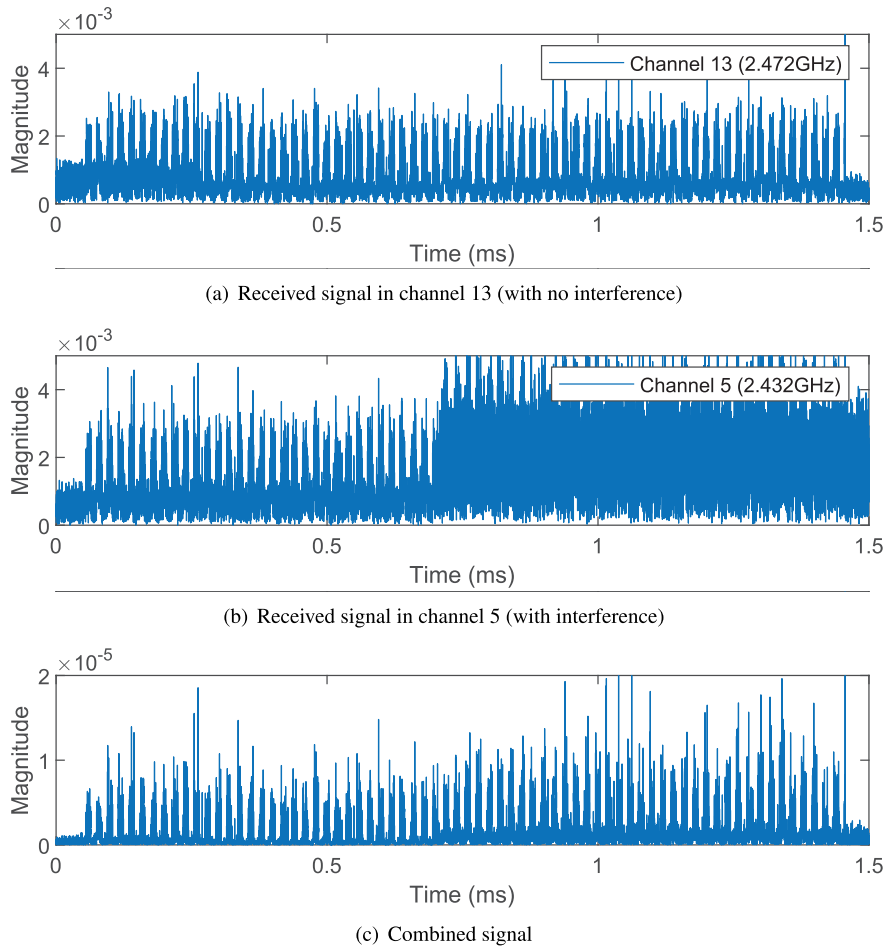 ×10-3
4
2
0
Magnitude
Channel 13 (2.472GHz)
0 0.5 1 1.5
Time (ms)
(a) Received signal in channel 13 (with no interference)
×10-3
4
2
0
Magnitude
Channel 5 (2.432GHz)
0 0.5 1 1.5
Time (ms)
(b) Received signal in channel 5 (with interference)
×10-5
2
1
0
Magnitude
0 0.5 1 1.5
Time (ms)
(c) Combined signal